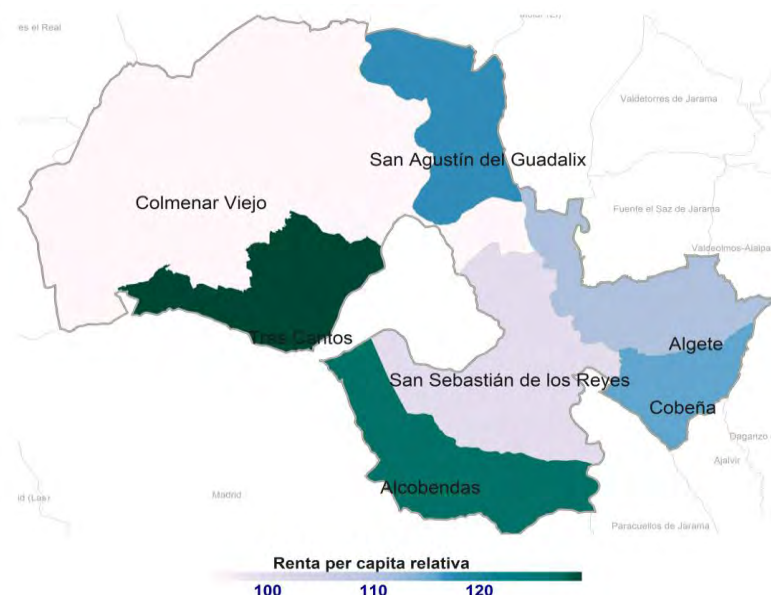 es el Real
Valdetorres de Jarama
San Agustín del Guadalix
Colmenar Viejo
Fuente el Saz de Jarama
Valdeolmos-Alalpa
Tres Cantos
Algete
San Sebastián de los Reyes
Cobeña
Daganzo
Ajalvir
Alcobendas
id (Las)
Madrid
Paracuellos de Jarama
Renta per capita relativa
100 110 120